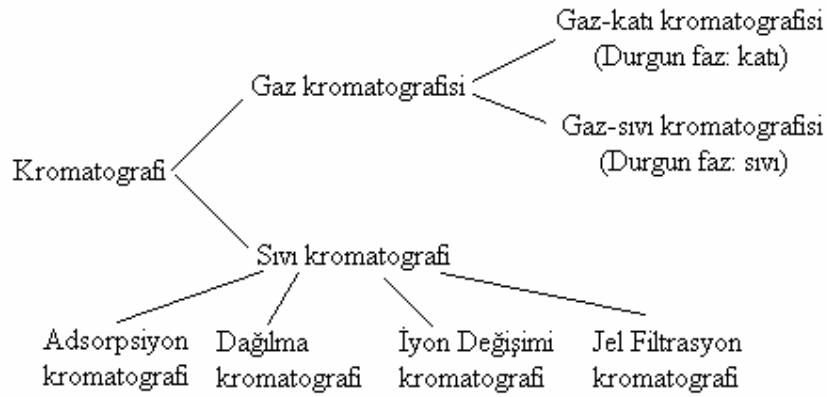 Gaz-katı kromatografisi
(Durgun faz: katı)
Gaz kromatografisi
Gaz-sıvı kromatografisi
(Durgun faz: sıvı)
Kromatografi
Sıvı kromatografi
Adsorpsiyon
kromatografi
Dağılma
kromatografi
İyon Değişimi
kromatografi
Jel Filtrasyon
kromatografi